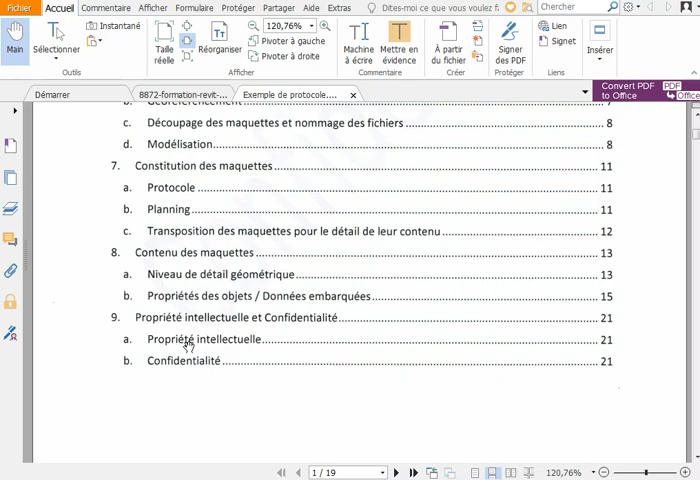 Fichier Accueil Commentaire Afficher Formulaire Protéger Partager Aide Extras Dites-moi ce que vous voulez f Chercher
Main
Sélectionner
Instantané
Outils
Taille réelle
Réorganiser
120,76%
Pivoter à gauche
Pivoter à droite
Afficher
Machine à écrire
Mettre en évidence
Commentaire
À partir du fichier
Créer
Signer des PDF
Protéger
Lien
Signet
Liens
Insérer
Démarrer 8872-formation-revit-... Exemple de protocole....
Convert PDF to Office
PDF
Office
b. Géoréférencement 7
c. Découpage des maquettes et nommage des fichiers 8
d. Modélisation 8
7. Constitution des maquettes 11
a. Protocole 11
b. Planning 11
c. Transposition des maquettes pour le détail de leur contenu 12
8. Contenu des maquettes 13
a. Niveau de détail géométrique 13
b. Propriétés des objets / Données embarquées 15
9. Propriété intellectuelle et Confidentialité 21
a. Propriété intellectuelle 21
b. Confidentialité 21
1 / 19
120,76%